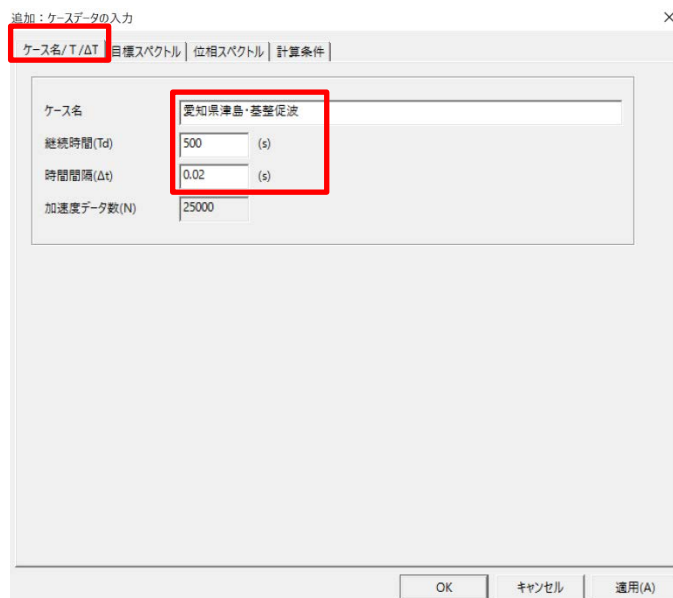 追加：ケースデータの入力
ケース名/ T /ΔT 目標スペクトル 位相スペクトル 計算条件
ケース名 愛知県津島・基整促波
継続時間(Td) 500 (s)
時間間隔(Δt) 0.02 (s)
加速度データ数(N) 25000
OK キャンセル 適用(A)